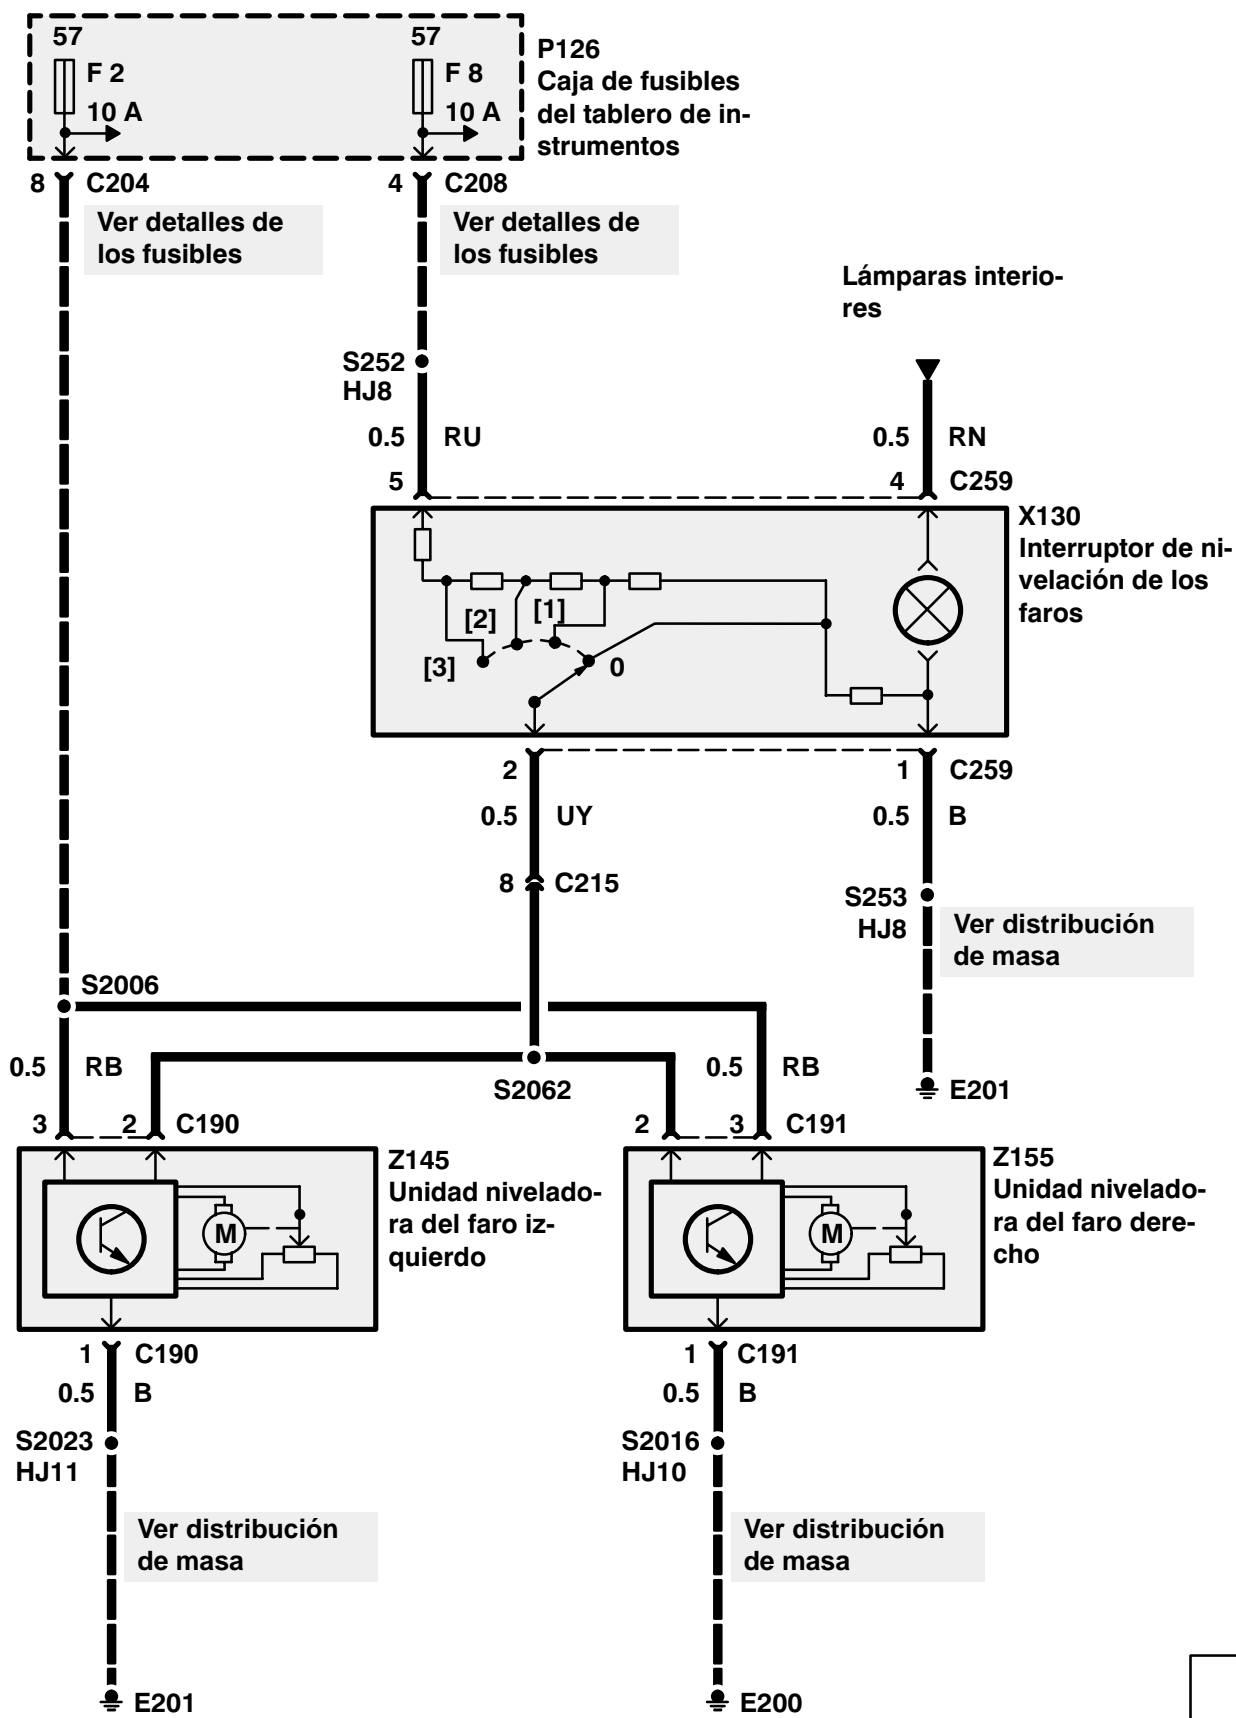 57
F 2
10 A
57
F 8
10 A
P126
Caja de fusibles
del tablero de in-
strumentos
8 C204
4 C208
Ver detalles de
los fusibles
Ver detalles de
los fusibles
Lámparas interio-
res
S252
HJ8
0.5 RU
0.5 RN
5
4 C259
X130
Interruptor de ni-
velación de los
faros
[1]
[2]
[3]
0
2
1 C259
0.5 UY
0.5 B
8 C215
S253
HJ8
Ver distribución
de masa
S2006
0.5 RB
S2062
0.5 RB
E201
3 2 C190
2 3 C191
Z145
Unidad nivelado-
ra del faro iz-
quierdo
M
Z155
Unidad nivelado-
ra del faro dere-
cho
M
1 C190
0.5 B
1 C191
0.5 B
S2023
HJ11
S2016
HJ10
Ver distribución
de masa
Ver distribución
de masa
E201
E200